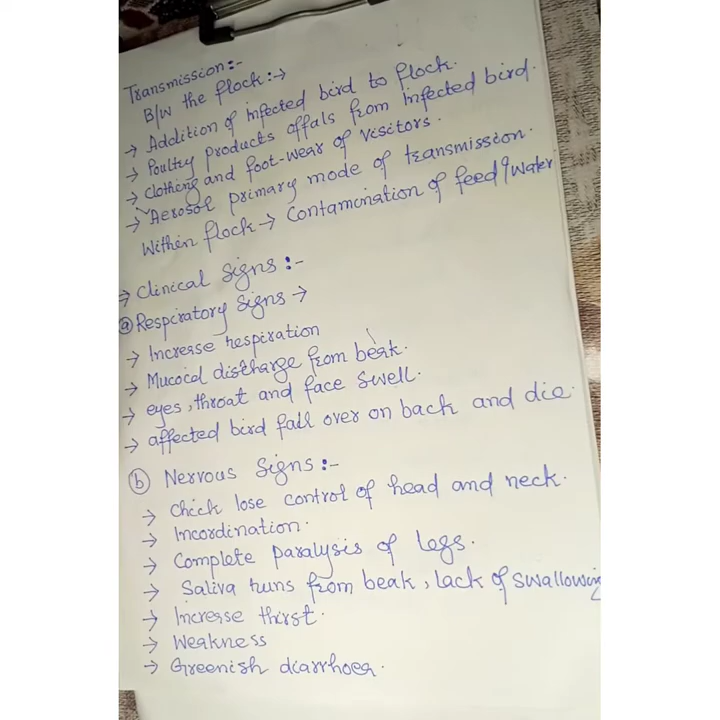 Transmission:-
B/w the flock:→
→ Addition of infected bird to flock.
→ Poultry products offals from infected bird.
→ Clothing and foot-wear of visitors.
→ Aerosol primary mode of transmission.
Within flock → Contamination of feed & water
⇒ Clinical signs:-
ⓐ Respiratory signs →
→ Increase respiration
→ Mucoid discharge from beak.
→ eyes, throat and face swell.
→ affected bird fall over on back and die.
ⓑ Nervous signs:-
→ Chick lose control of head and neck.
→ Incordination.
→ Complete paralysis of legs.
→ Saliva runs from beak, lack of swallowing
→ Increase thirst.
→ Weakness
→ Greenish diarrhoea.